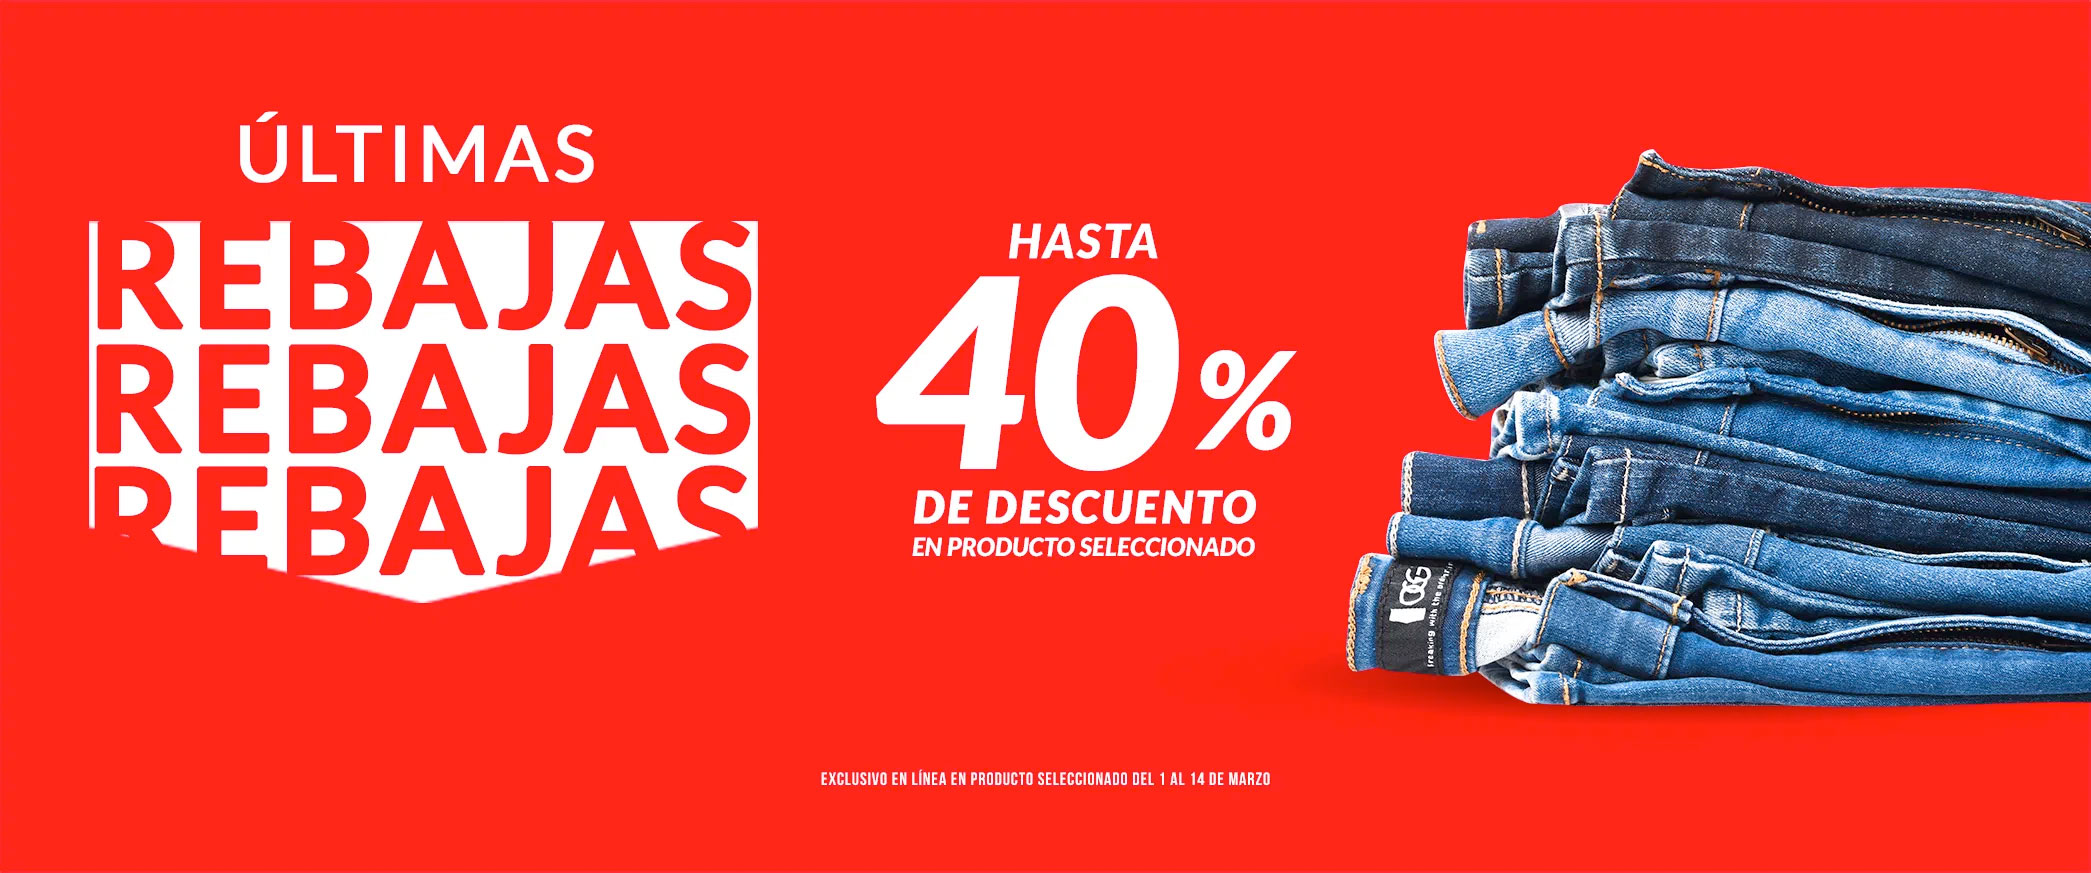 ÚLTIMAS
REBAJAS
REBAJAS
REBAJAS
HASTA
40%
DE DESCUENTO
EN PRODUCTO SELECCIONADO
EXCLUSIVO EN LÍNEA EN PRODUCTO SELECCIONADO DEL 1 AL 14 DE MARZO